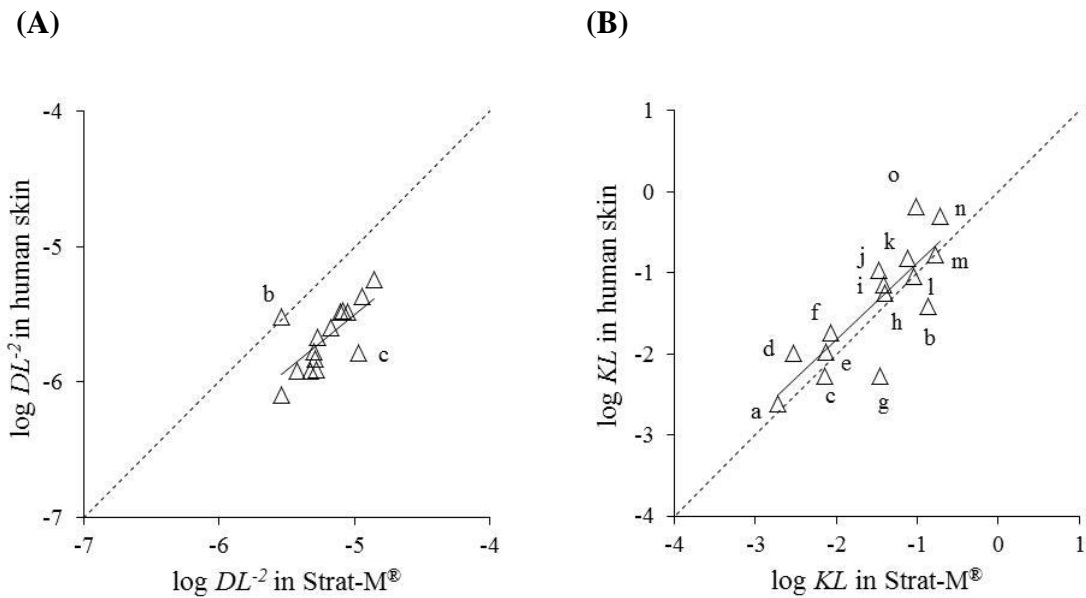 (A)
(B)
-4
-5
-6
-7
-7
-6
-5
-4
log DL⁻² in human skin
log DL⁻² in Strat-M®
b
c
1
0
-1
-2
-3
-4
-4
-3
-2
-1
0
1
log KL in human skin
log KL in Strat-M®
o
n
k
j
m
i
l
f
h
b
d
e
c
g
a